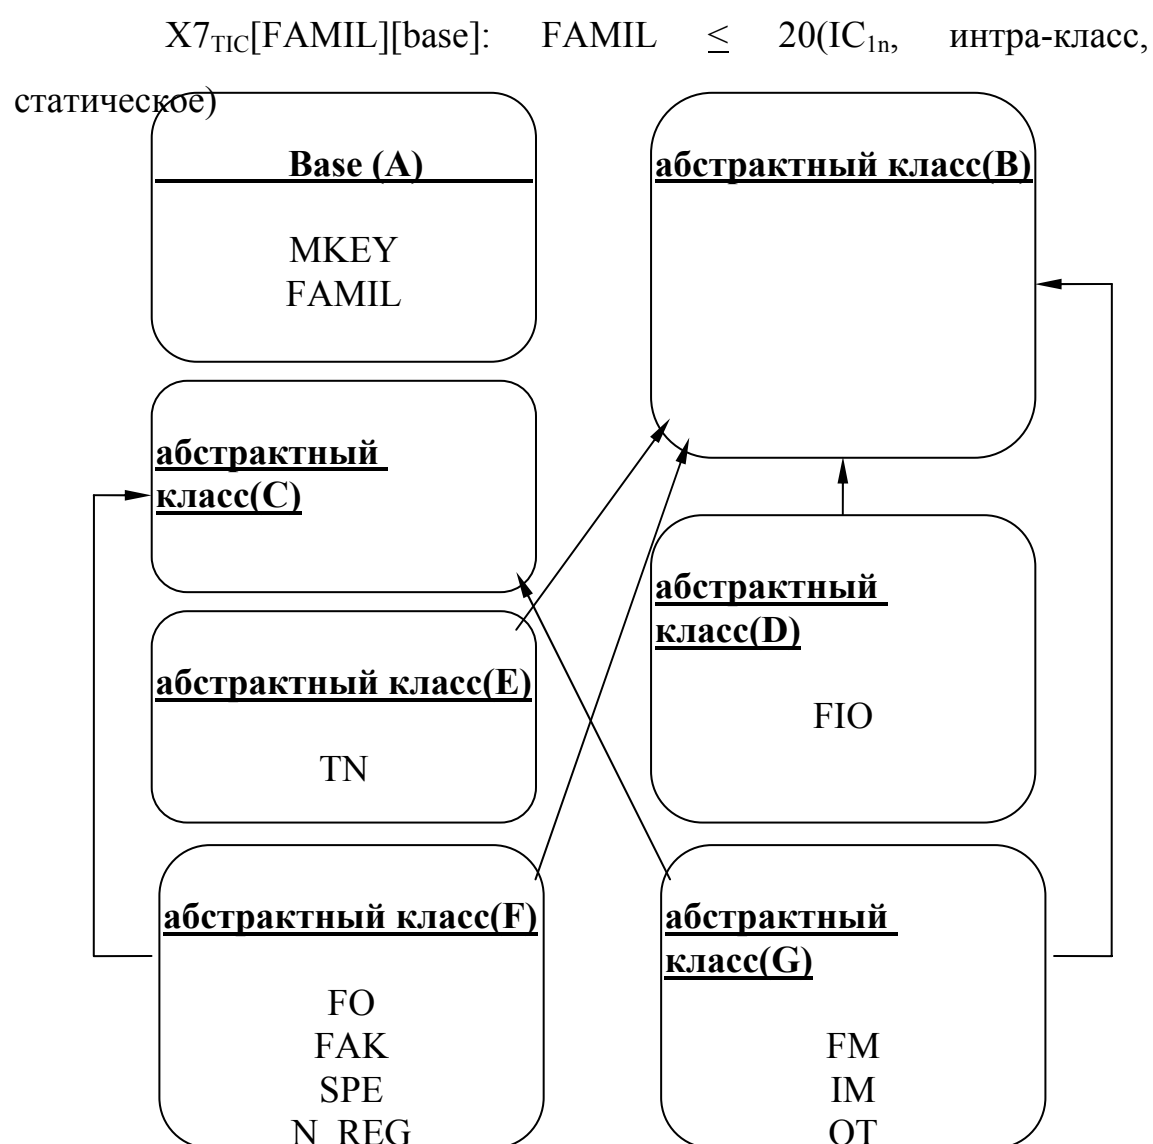 X7TIC[FAMIL][base]: FAMIL ≤ 20(IC1n, интра-класс,
статическое)
Base (A)
MKEY
FAMIL
абстрактный класс(B)
абстрактный
класс(C)
абстрактный
класс(D)
FIO
абстрактный класс(E)
TN
абстрактный класс(F)
FO
FAK
SPE
N_REG
абстрактный
класс(G)
FM
IM
OT